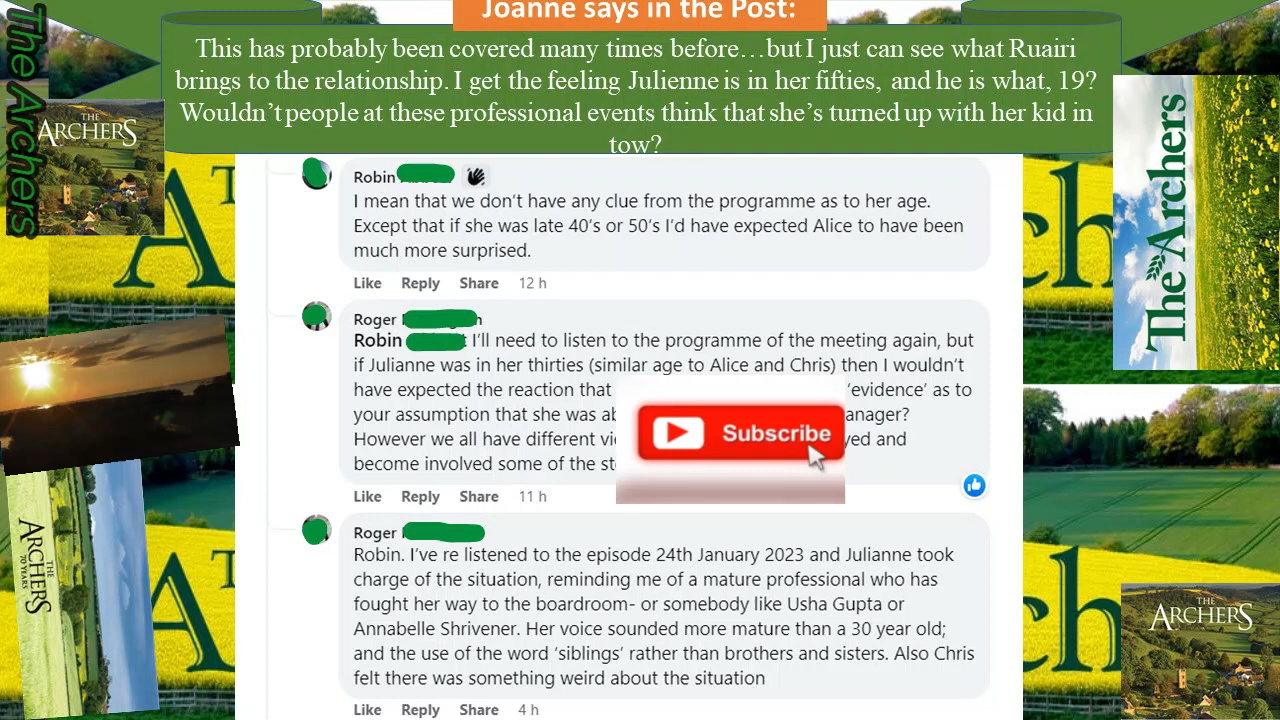 Joanne says in the Post:
This has probably been covered many times before…but I just can see what Ruairi
brings to the relationship. I get the feeling Julienne is in her fifties, and he is what, 19?
Wouldn't people at these professional events think that she's turned up with her kid in
tow?
The Archers
THE
ARCHERS
The Archers
Robin
I mean that we don't have any clue from the programme as to her age.
Except that if she was late 40's or 50's I'd have expected Alice to have been
much more surprised.
Like Reply Share 12 h
Roger
Robin I'll need to listen to the programme of the meeting again, but
if Julianne was in her thirties (similar age to Alice and Chris) then I wouldn't
have expected the reaction that 'evidence' as to
your assumption that she was
However we all have different and
become involved some of the
Subscribe
Like Reply Share 11 h
Roger
Robin. I've re listened to the episode 24th January 2023 and Julianne took
charge of the situation, reminding me of a mature professional who has
fought her way to the boardroom- or somebody like Usha Gupta or
Annabelle Shrivener. Her voice sounded more mature than a 30 year old;
and the use of the word 'siblings' rather than brothers and sisters. Also Chris
felt there was something weird about the situation
Like Reply Share 4 h
THE
ARCHERS
70 YEARS
THE
ARCHERS